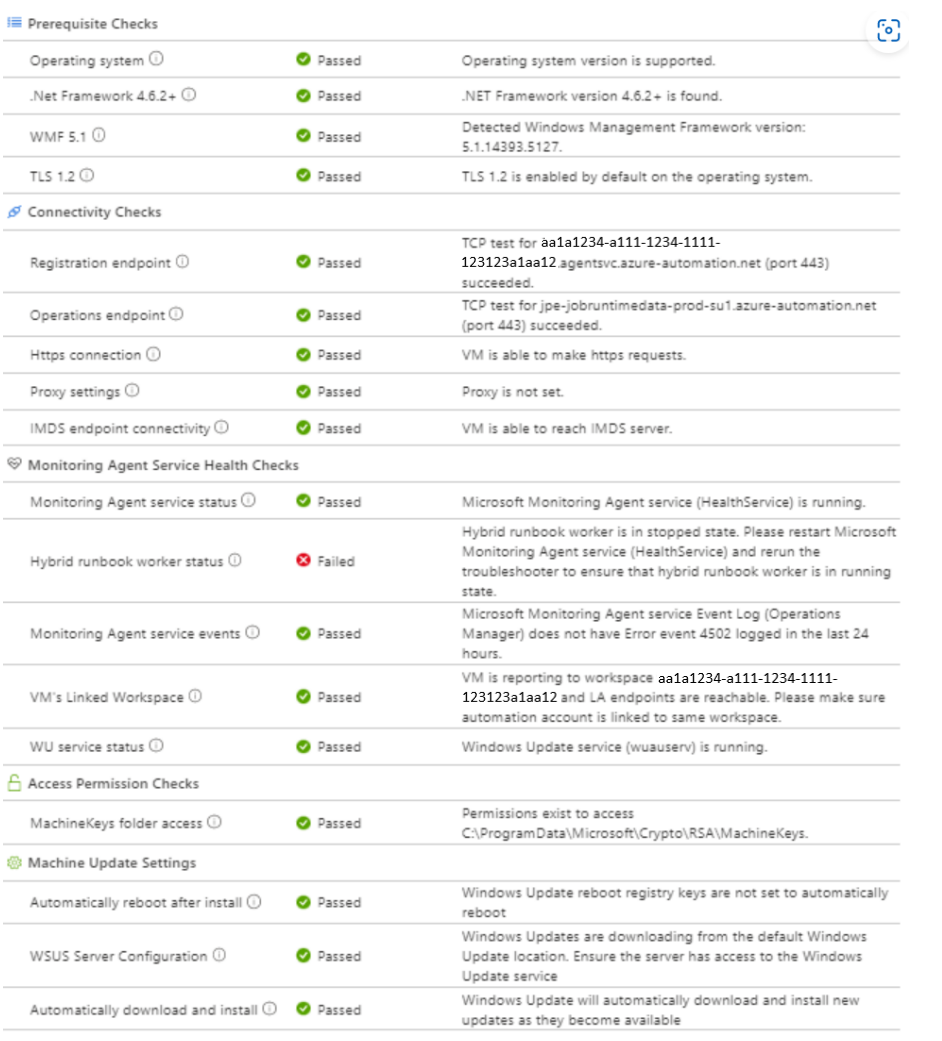 Prerequisite Checks
Operating system Passed Operating system version is supported.
.Net Framework 4.6.2+ Passed .NET Framework version 4.6.2+ is found.
WMF 5.1 Passed Detected Windows Management Framework version:
5.1.14393.5127.
TLS 1.2 Passed TLS 1.2 is enabled by default on the operating system.
Connectivity Checks
Registration endpoint Passed TCP test for aa1a1234-a111-1234-1111-
123123a1aa12.agentsvc.azure-automation.net (port 443)
succeeded.
Operations endpoint Passed TCP test for jpe-jobruntimedata-prod-su1.azure-automation.net
(port 443) succeeded.
Https connection Passed VM is able to make https requests.
Proxy settings Passed Proxy is not set.
IMDS endpoint connectivity Passed VM is able to reach IMDS server.
Monitoring Agent Service Health Checks
Monitoring Agent service status Passed Microsoft Monitoring Agent service (HealthService) is running.
Hybrid runbook worker status Failed Hybrid runbook worker is in stopped state. Please restart Microsoft
Monitoring Agent service (HealthService) and rerun the
troubleshooter to ensure that hybrid runbook worker is in running
state.
Monitoring Agent service events Passed Microsoft Monitoring Agent service Event Log (Operations
Manager) does not have Error event 4502 logged in the last 24
hours.
VM's Linked Workspace Passed VM is reporting to workspace aa1a1234-a111-1234-1111-
123123a1aa12 and LA endpoints are reachable. Please make sure
automation account is linked to same workspace.
WU service status Passed Windows Update service (wuauserv) is running.
Access Permission Checks
MachineKeys folder access Passed Permissions exist to access
C:\ProgramData\Microsoft\Crypto\RSA\MachineKeys.
Machine Update Settings
Automatically reboot after install Passed Windows Update reboot registry keys are not set to automatically
reboot
WSUS Server Configuration Passed Windows Updates are downloading from the default Windows
Update location. Ensure the server has access to the Windows
Update service
Automatically download and install Passed Windows Update will automatically download and install new
updates as they become available